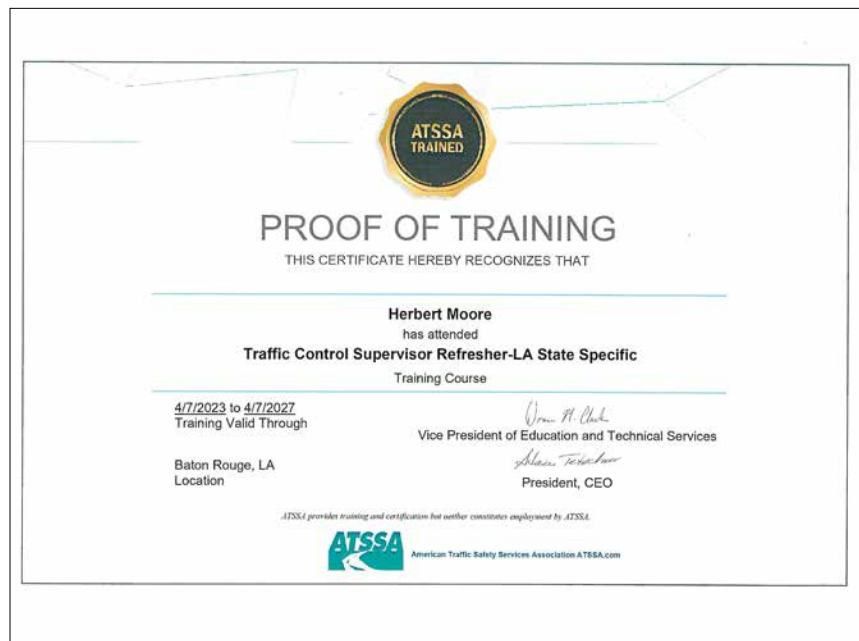 ATSSA
TRAINED
PROOF OF TRAINING
THIS CERTIFICATE HEREBY RECOGNIZES THAT
Herbert Moore
has attended
Traffic Control Supervisor Refresher-LA State Specific
Training Course
4/7/2023 to 4/7/2027
Training Valid Through
Vice President of Education and Technical Services
Baton Rouge, LA
Location
President, CEO
ATSSA provides training and certification but neither constitutes employment by ATSSA.
ATSSA
American Traffic Safety Services Association ATSSA.com